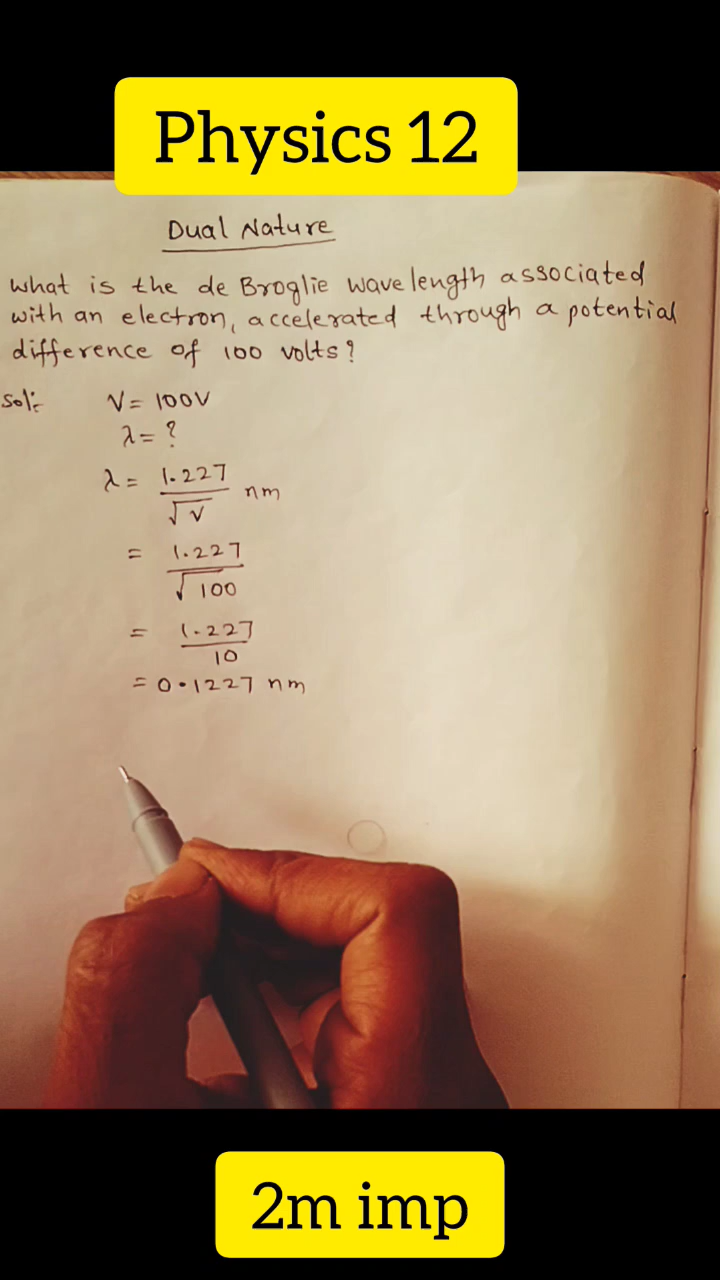 Physics 12
Dual Nature
What is the de Broglie wavelength associated
with an electron, accelerated through a potential
difference of 100 volts?
Sol:- V = 100V
λ = ?
λ = 1.227 / √V nm
= 1.227 / √100
= 1.227 / 10
= 0.1227 nm
2m imp